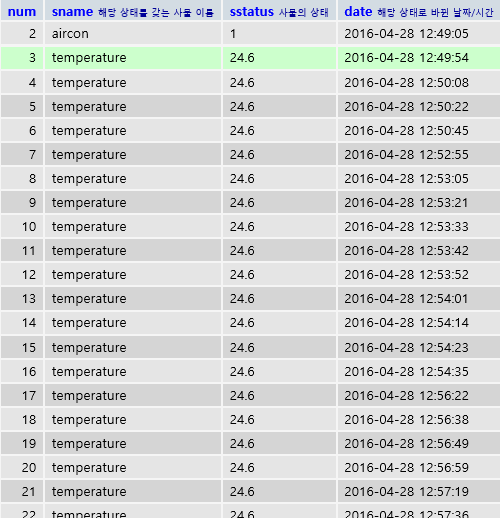 num sname 해당 상태를 갖는 사물 이름 sstatus 사물의 상태 date 해당 상태로 바뀐 날짜/시간
2 aircon 1 2016-04-28 12:49:05
3 temperature 24.6 2016-04-28 12:49:54
4 temperature 24.6 2016-04-28 12:50:08
5 temperature 24.6 2016-04-28 12:50:22
6 temperature 24.6 2016-04-28 12:50:45
7 temperature 24.6 2016-04-28 12:52:55
8 temperature 24.6 2016-04-28 12:53:05
9 temperature 24.6 2016-04-28 12:53:21
10 temperature 24.6 2016-04-28 12:53:33
11 temperature 24.6 2016-04-28 12:53:42
12 temperature 24.6 2016-04-28 12:53:52
13 temperature 24.6 2016-04-28 12:54:01
14 temperature 24.6 2016-04-28 12:54:14
15 temperature 24.6 2016-04-28 12:54:23
16 temperature 24.6 2016-04-28 12:54:35
17 temperature 24.6 2016-04-28 12:56:22
18 temperature 24.6 2016-04-28 12:56:38
19 temperature 24.6 2016-04-28 12:56:49
20 temperature 24.6 2016-04-28 12:56:59
21 temperature 24.6 2016-04-28 12:57:19
22 temperature 24.6 2016-04-28 12:57:36